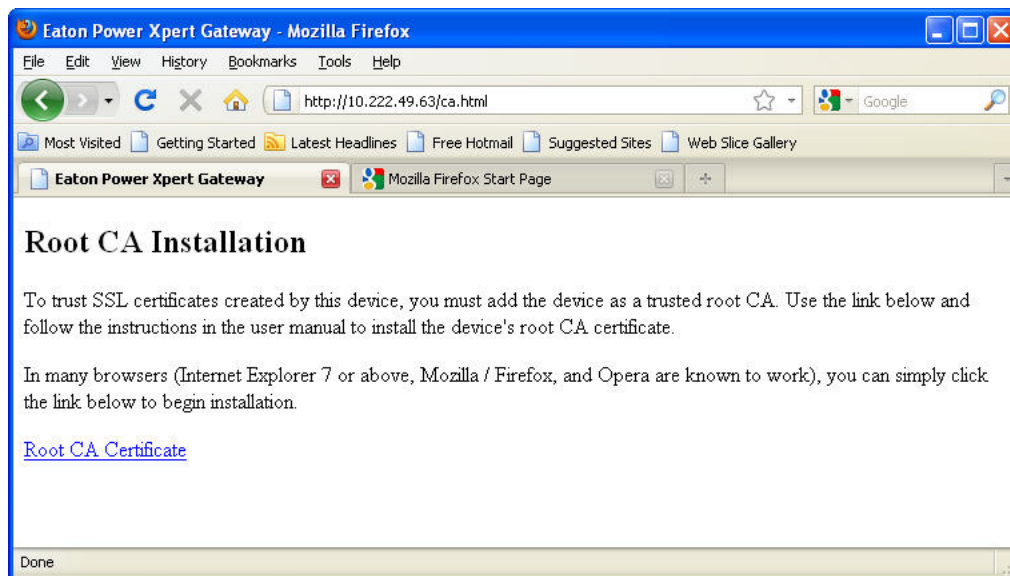 Eaton Power Xpert Gateway - Mozilla Firefox
File Edit View History Bookmarks Tools Help
http://10.222.49.63/ca.html Google
Most Visited Getting Started Latest Headlines Free Hotmail Suggested Sites Web Slice Gallery
Eaton Power Xpert Gateway Mozilla Firefox Start Page
Root CA Installation
To trust SSL certificates created by this device, you must add the device as a trusted root CA. Use the link below and
follow the instructions in the user manual to install the device's root CA certificate.
In many browsers (Internet Explorer 7 or above, Mozilla / Firefox, and Opera are known to work), you can simply click
the link below to begin installation.
Root CA Certificate
Done